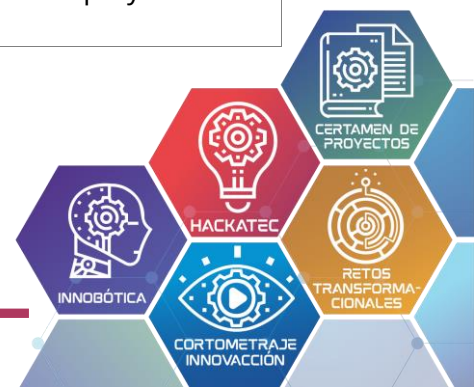 CERTAMEN DE
PROYECTOS
HACKATEC
RETOS
TRANSFORMA-
CIONALES
INNOBÓTICA
CORTOMETRAJE
INNOVACCIÓN